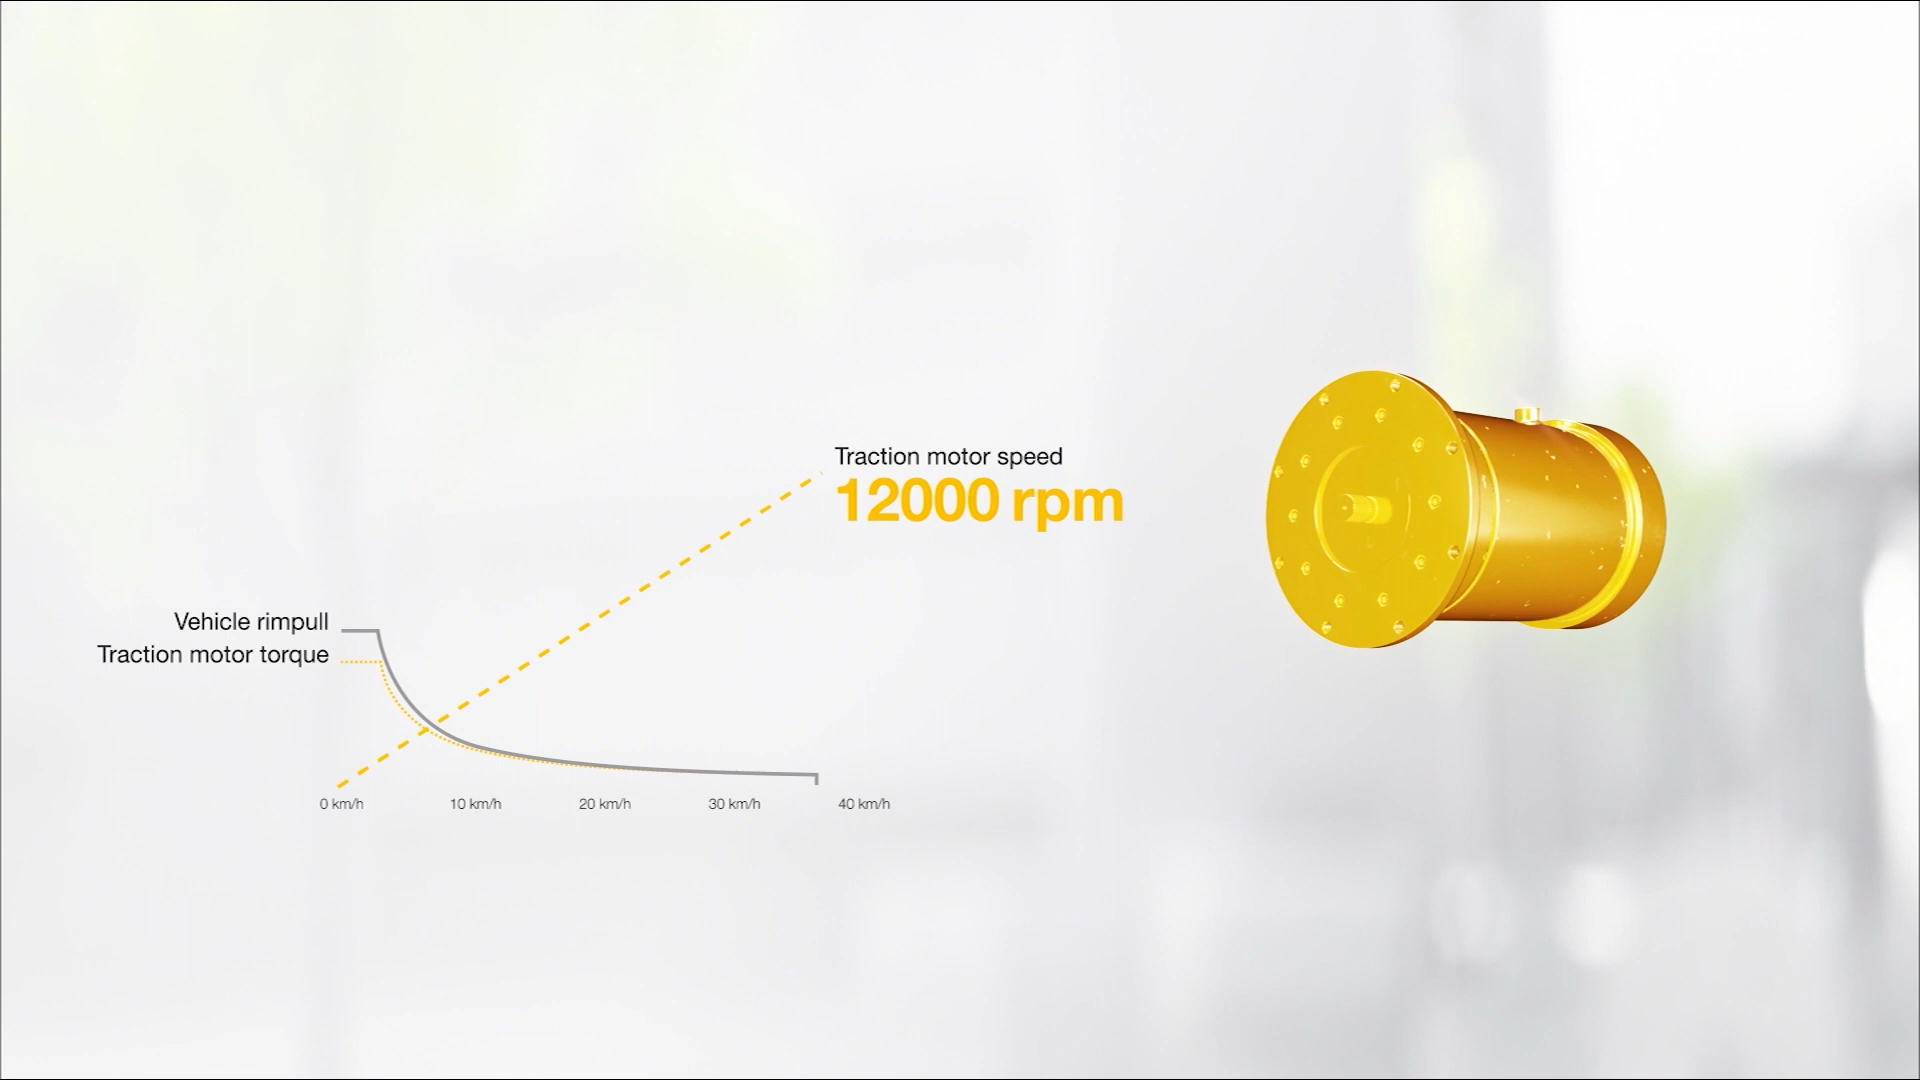 Traction motor speed
12000 rpm
Vehicle rimpull
Traction motor torque
0 km/h
10 km/h
20 km/h
30 km/h
40 km/h